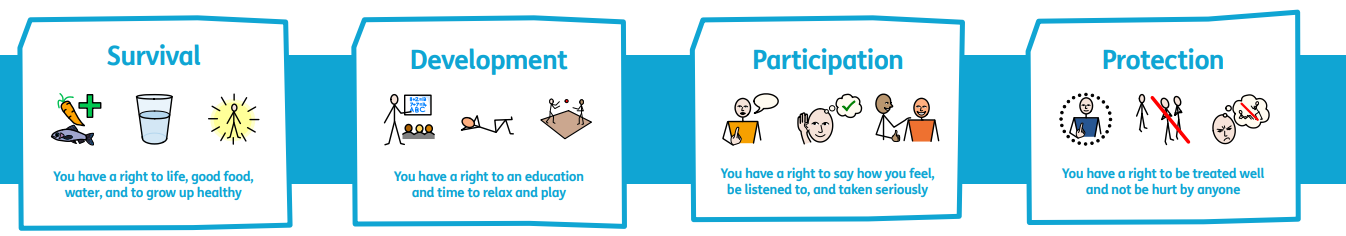 Survival
You have a right to life, good food,
water, and to grow up healthy
Development
ABC
You have a right to an education
and time to relax and play
Participation
You have a right to say how you feel,
be listened to, and taken seriously
Protection
You have a right to be treated well
and not be hurt by anyone